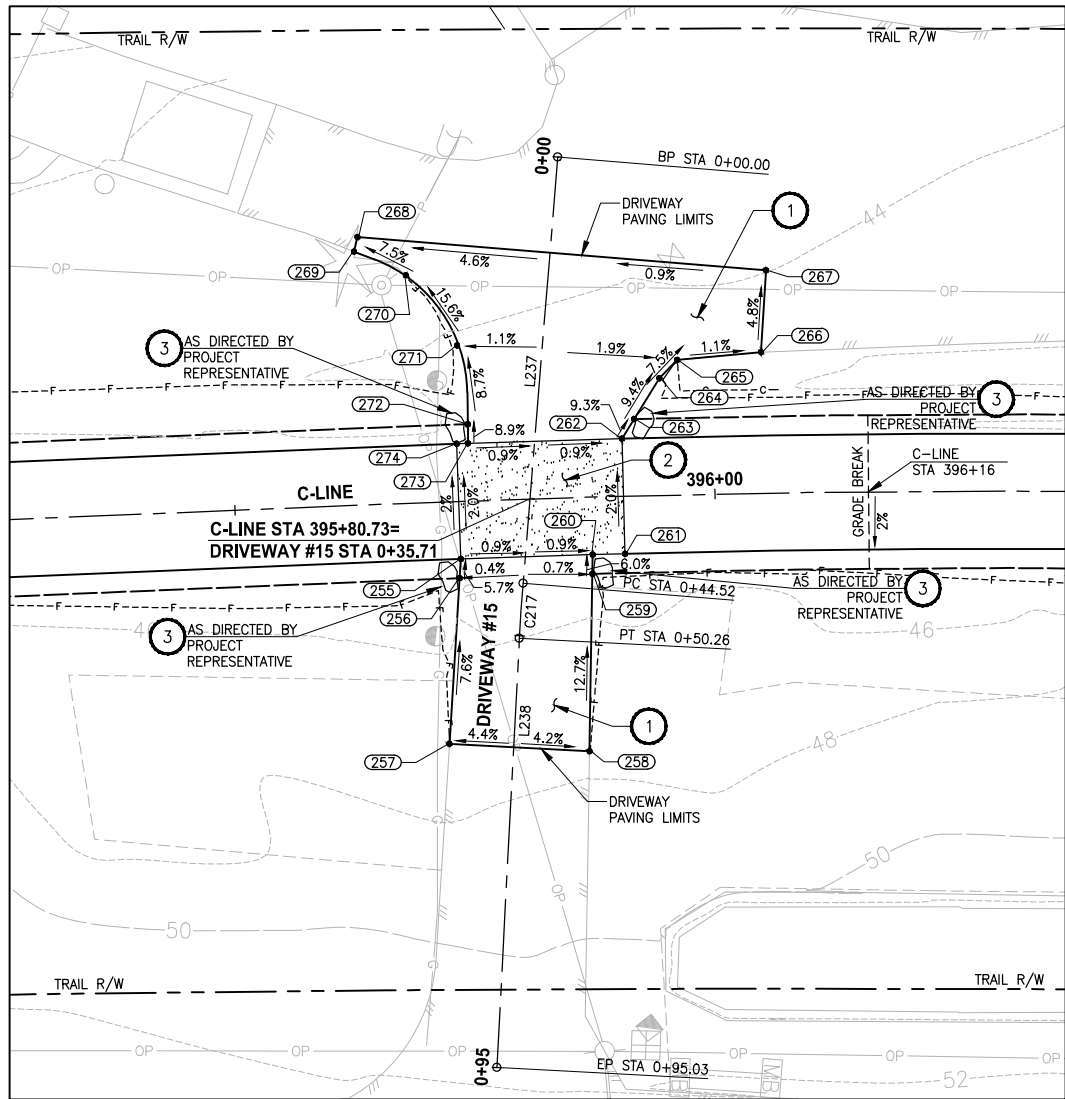 TRAIL R/W
TRAIL R/W
0+00
BP STA 0+00.00
DRIVEWAY
PAVING LIMITS
1
44
268
7.5%
4.6%
0.9%
269
OP
OP
OP
OP
267
270
F
15.6%
4.8%
3
AS DIRECTED BY
PROJECT
REPRESENTATIVE
271
1.1%
L237
1.9%
7.5%
1.1%
266
265
8.7%
9.4%
264
C
C
F
F
F
AS DIRECTED BY
PROJECT
REPRESENTATIVE
3
272
9.3%
262
263
8.9%
274
0.9%
0.9%
273
2
C-LINE
STA 396+16
C-LINE
396+00
2%
2.0%
2.0%
GRADE BREAK
2%
C-LINE STA 395+80.73=
DRIVEWAY #15 STA 0+35.71
260
0.9%
0.9%
261
0.4%
0.7%
6.0%
255
5.7%
PC STA 0+44.52
AS DIRECTED BY
PROJECT
REPRESENTATIVE
3
256
259
C217
3
AS DIRECTED BY
PROJECT
REPRESENTATIVE
46
46
PT STA 0+50.26
7.6%
DRIVEWAY #15
12.7%
L238
1
4.4%
4.2%
257
258
48
DRIVEWAY
PAVING LIMITS
50
50
G
G
TRAIL R/W
TRAIL R/W
0+95
OP
OP
OP
OP
OP
EP STA 0+95.03
MB
52